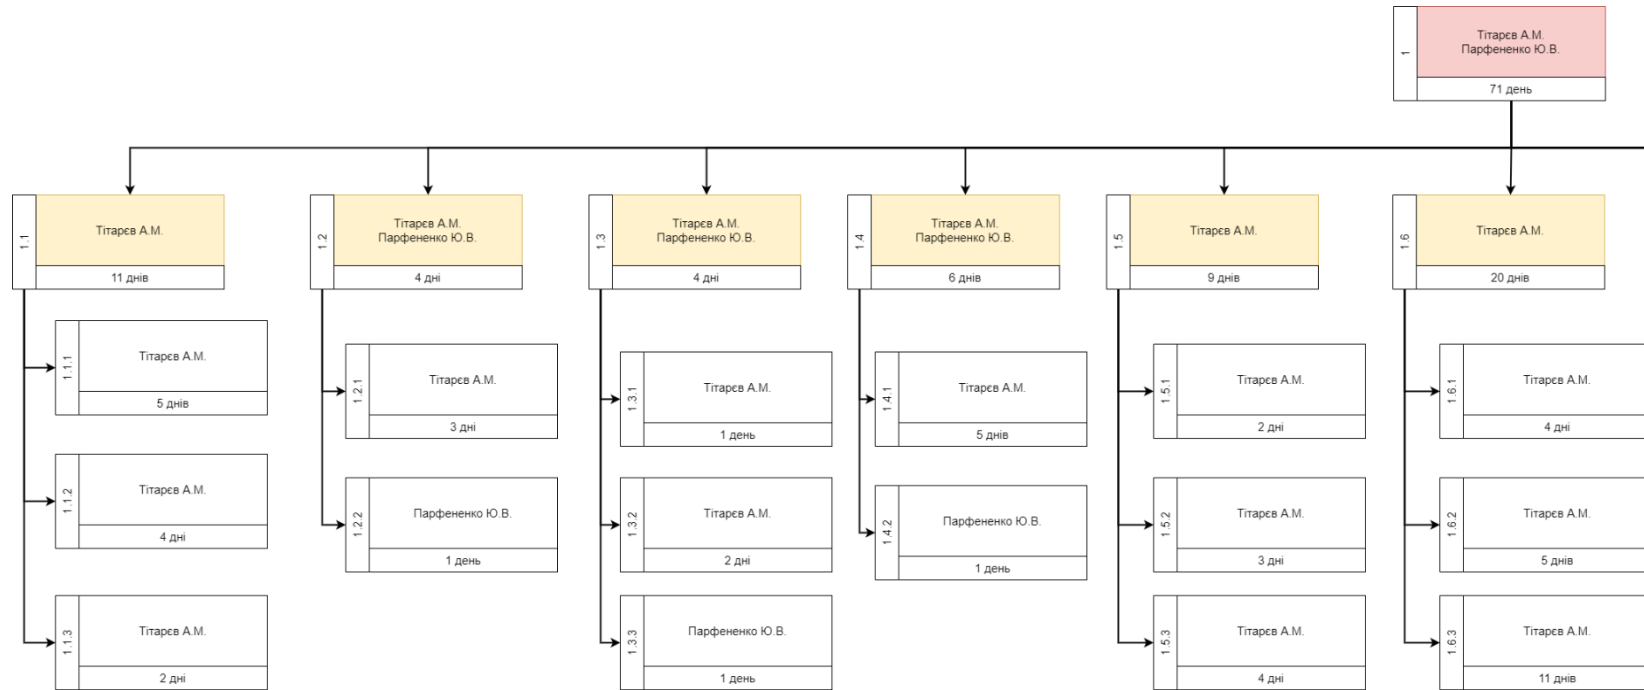 1
Тітарєв А.М.
Парфененко Ю.В.
71 день
1.1
Тітарєв А.М.
11 днів
1.2
Тітарєв А.М.
Парфененко Ю.В.
4 дні
1.3
Тітарєв А.М.
Парфененко Ю.В.
4 дні
1.4
Тітарєв А.М.
Парфененко Ю.В.
6 днів
1.5
Тітарєв А.М.
9 днів
1.6
Тітарєв А.М.
20 днів
1.1.1
Тітарєв А.М.
5 днів
1.1.2
Тітарєв А.М.
4 дні
1.1.3
Тітарєв А.М.
2 дні
1.2.1
Тітарєв А.М.
3 дні
1.2.2
Парфененко Ю.В.
1 день
1.3.1
Тітарєв А.М.
1 день
1.3.2
Тітарєв А.М.
2 дні
1.3.3
Парфененко Ю.В.
1 день
1.4.1
Тітарєв А.М.
5 днів
1.4.2
Парфененко Ю.В.
1 день
1.5.1
Тітарєв А.М.
2 дні
1.5.2
Тітарєв А.М.
3 дні
1.5.3
Тітарєв А.М.
4 дні
1.6.1
Тітарєв А.М.
4 дні
1.6.2
Тітарєв А.М.
5 днів
1.6.3
Тітарєв А.М.
11 днів